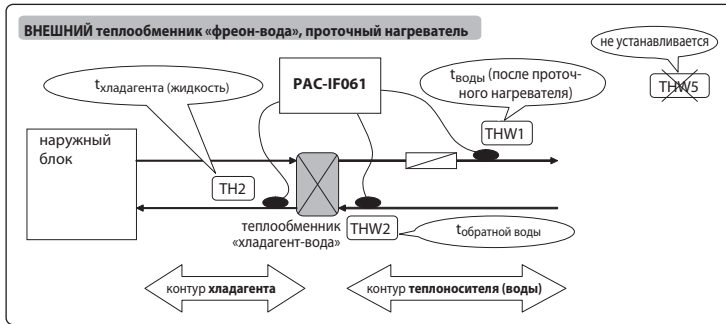 ВНЕШНИЙ теплообменник «фреон-вода», проточный нагреватель
не устанавливается
THW5
tхладагента (жидкость)
PAC-IF061
tводы (после проточ-
ного нагревателя)
THW1
наружный
блок
TH2
теплообменник
«хладагент-вода»
THW2
tобратной воды
контур хладагента
контур теплоносителя (воды)